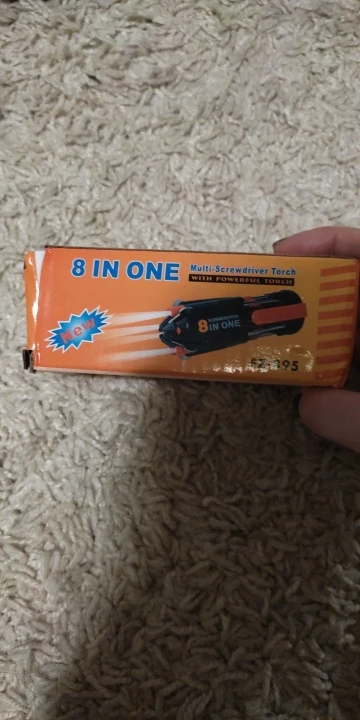 8 IN ONE
Multi-Screwdriver Torch
WITH POWERFUL TORCH
New
8 IN ONE